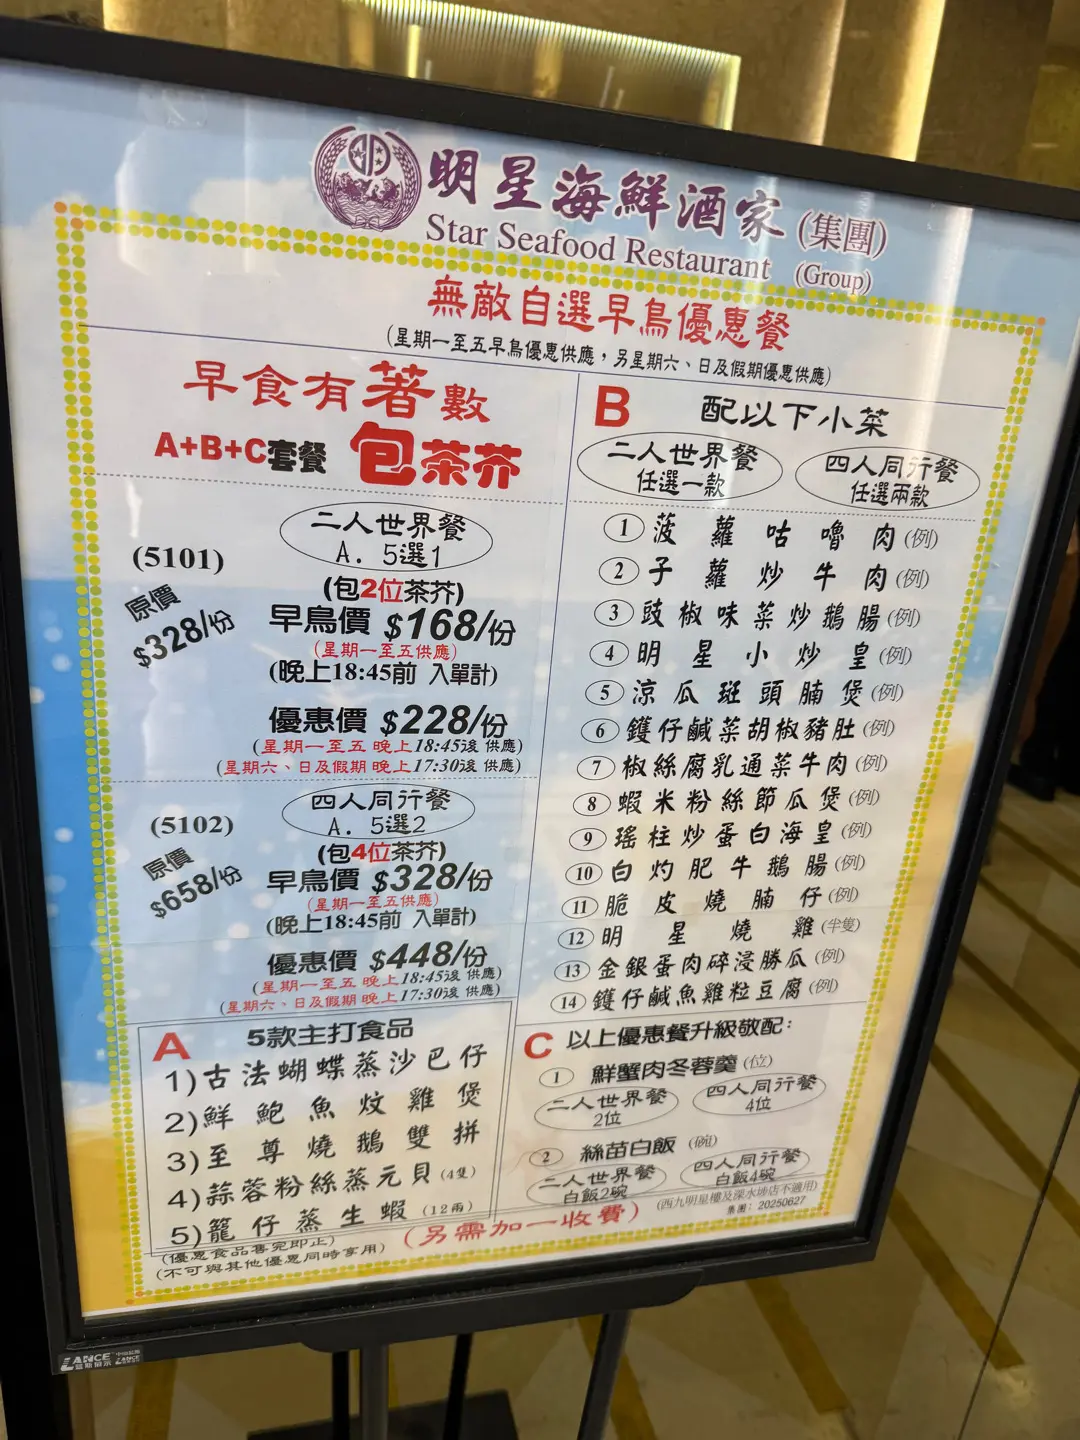 明星海鮮酒家(集團)
Star Seafood Restaurant (Group)
無敵自選早鳥優惠餐
(星期一至五早鳥優惠供應，另星期六、日及假期優惠供應)
早食有著數
A+B+C套餐 包茶芥
二人世界餐
A. 5選1
(5101)
原價
$328/份
(包2位茶芥)
早鳥價 $168/份
(星期一至五供應)
(晚上18:45前 入單計)
優惠價 $228/份
(星期一至五 晚上18:45後 供應)
(星期六、日及假期 晚上17:30後 供應)
四人同行餐
A. 5選2
(5102)
原價
$658/份
(包4位茶芥)
早鳥價 $328/份
(星期一至五供應)
(晚上18:45前 入單計)
優惠價 $448/份
(星期一至五 晚上18:45後 供應)
(星期六、日及假期 晚上17:30後 供應)
A 5款主打食品
1)古法蝴蝶蒸沙巴仔
2)鮮鮑魚炆雞煲
3)至尊燒鵝雙拼
4)蒜蓉粉絲蒸元貝(4隻)
5)籠仔蒸生蝦(12兩)
(優惠食品售完即止)
(不可與其他優惠同時享用)
B 配以下小菜
二人世界餐
任選一款
四人同行餐
任選兩款
1 菠蘿咕嚕肉(例)
2 子蘿炒牛肉(例)
3 豉椒味菜炒鵝腸(例)
4 明星小炒皇(例)
5 涼瓜斑頭腩煲(例)
6 鑊仔鹹菜胡椒豬肚(例)
7 椒絲腐乳通菜牛肉(例)
8 蝦米粉絲節瓜煲(例)
9 瑤柱炒蛋白海皇(例)
10 白灼肥牛鵝腸(例)
11 脆皮燒腩仔(例)
12 明星燒雞(半隻)
13 金銀蛋肉碎浸勝瓜(例)
14 鑊仔鹹魚雞粒豆腐(例)
C 以上優惠餐升級敬配：
1 鮮蟹肉冬蓉羹(位)
二人世界餐
2位
四人同行餐
4位
2 絲苗白飯(碗)
二人世界餐
白飯2碗
四人同行餐
白飯4碗
(西九明星樓及深水埗店不適用)
集團：20250627
(另需加一收費)
LANCE